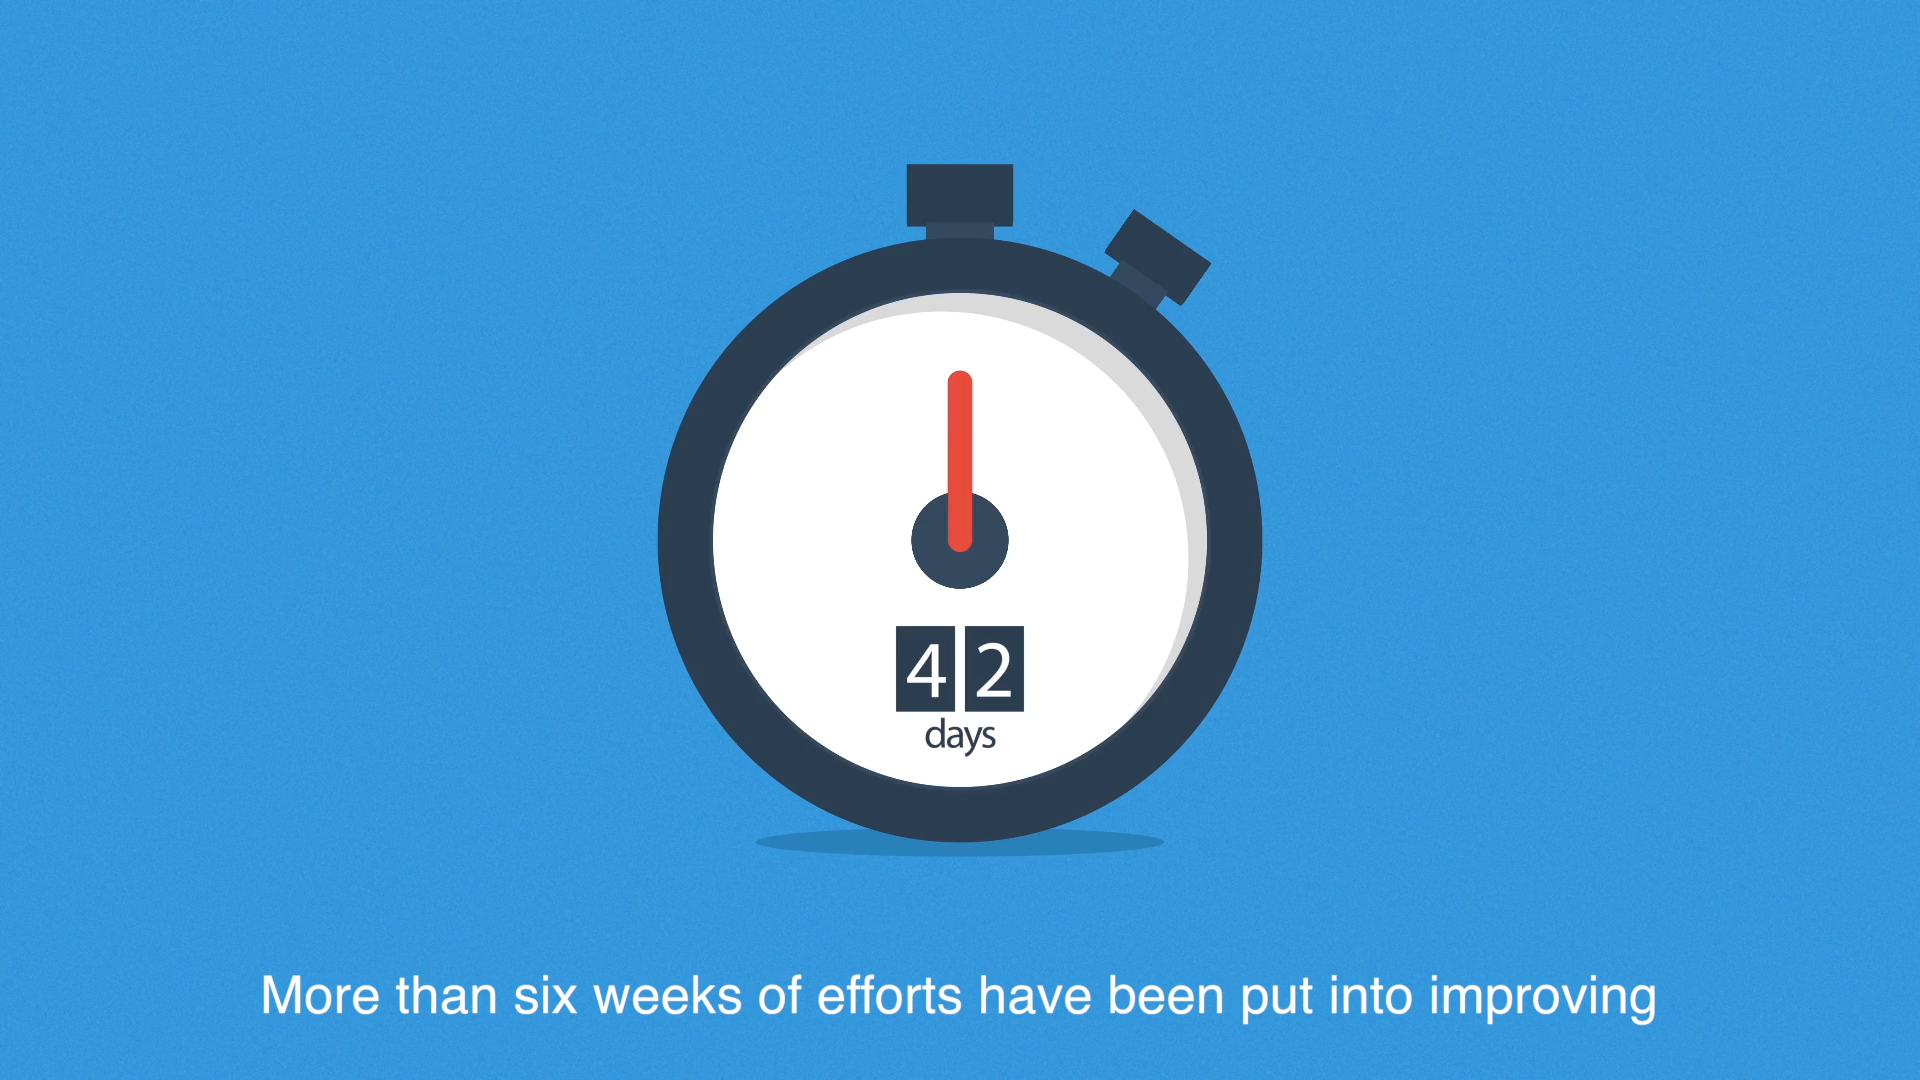 42
days
More than six weeks of efforts have been put into improving